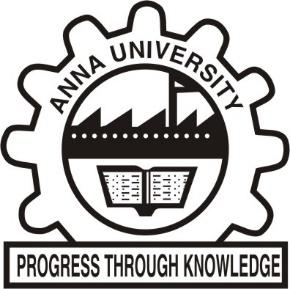 ANNA UNIVERSITY
PROGRESS THROUGH KNOWLEDGE